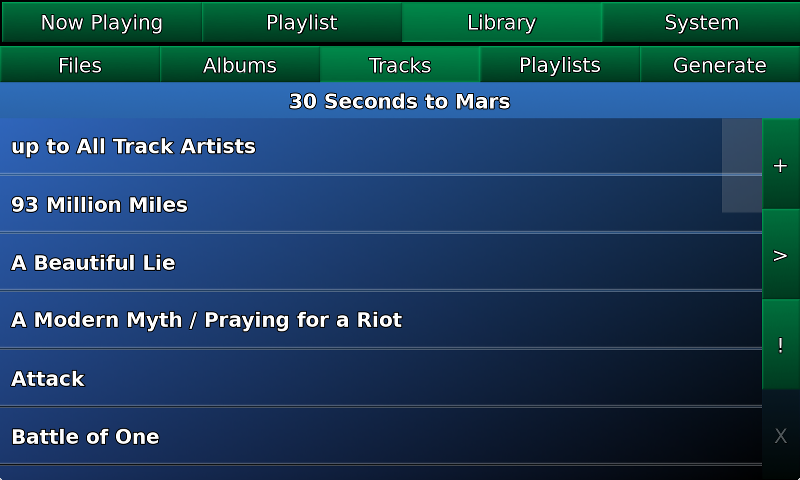 Now Playing Playlist Library System
Files Albums Tracks Playlists Generate
30 Seconds to Mars
up to All Track Artists
+
93 Million Miles
A Beautiful Lie
>
A Modern Myth / Praying for a Riot
!
Attack
Battle of One
X